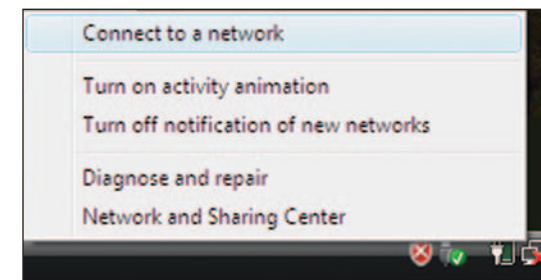 Connect to a network
Turn on activity animation
Turn off notification of new networks
Diagnose and repair
Network and Sharing Center